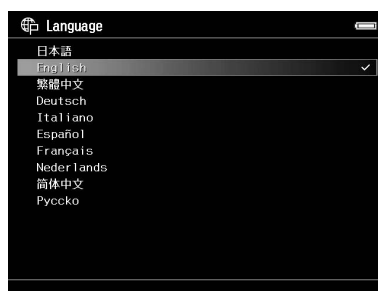 Language
日本語
English
繁體中文
Deutsch
Italiano
Español
Français
Nederlands
简体中文
Pyccko